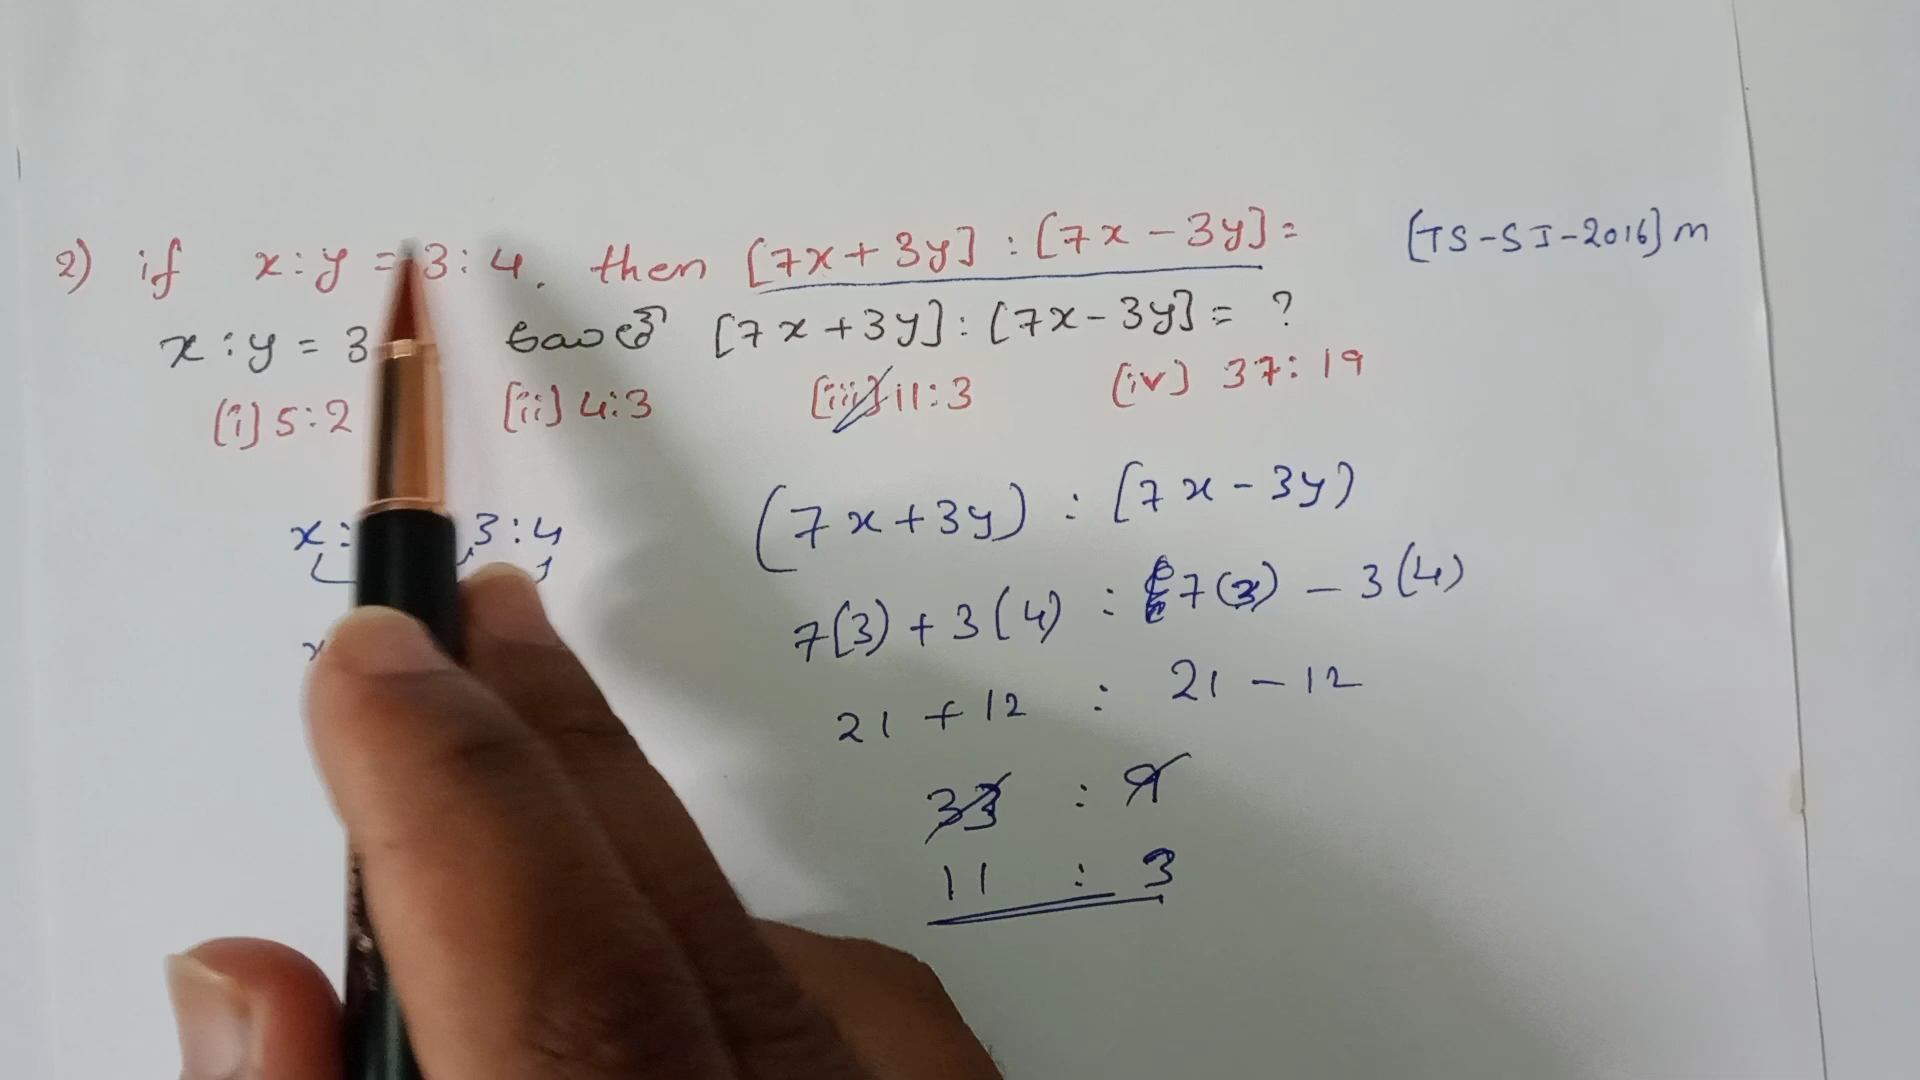 2) if x:y = 3:4. then [7x+3y] : [7x-3y] = [TS-SI-2016] m
x:y = 3 అయితే [7x+3y] : [7x-3y] = ?
(i) 5:2 [ii] 4:3 [iii] 11:3 (iv) 37:19
(7x+3y) : [7x-3y)
x: 3:4
7(3)+3(4) : 7(3) - 3(4)
x
21 + 12 : 21 - 12
33 : 9
11 : 3